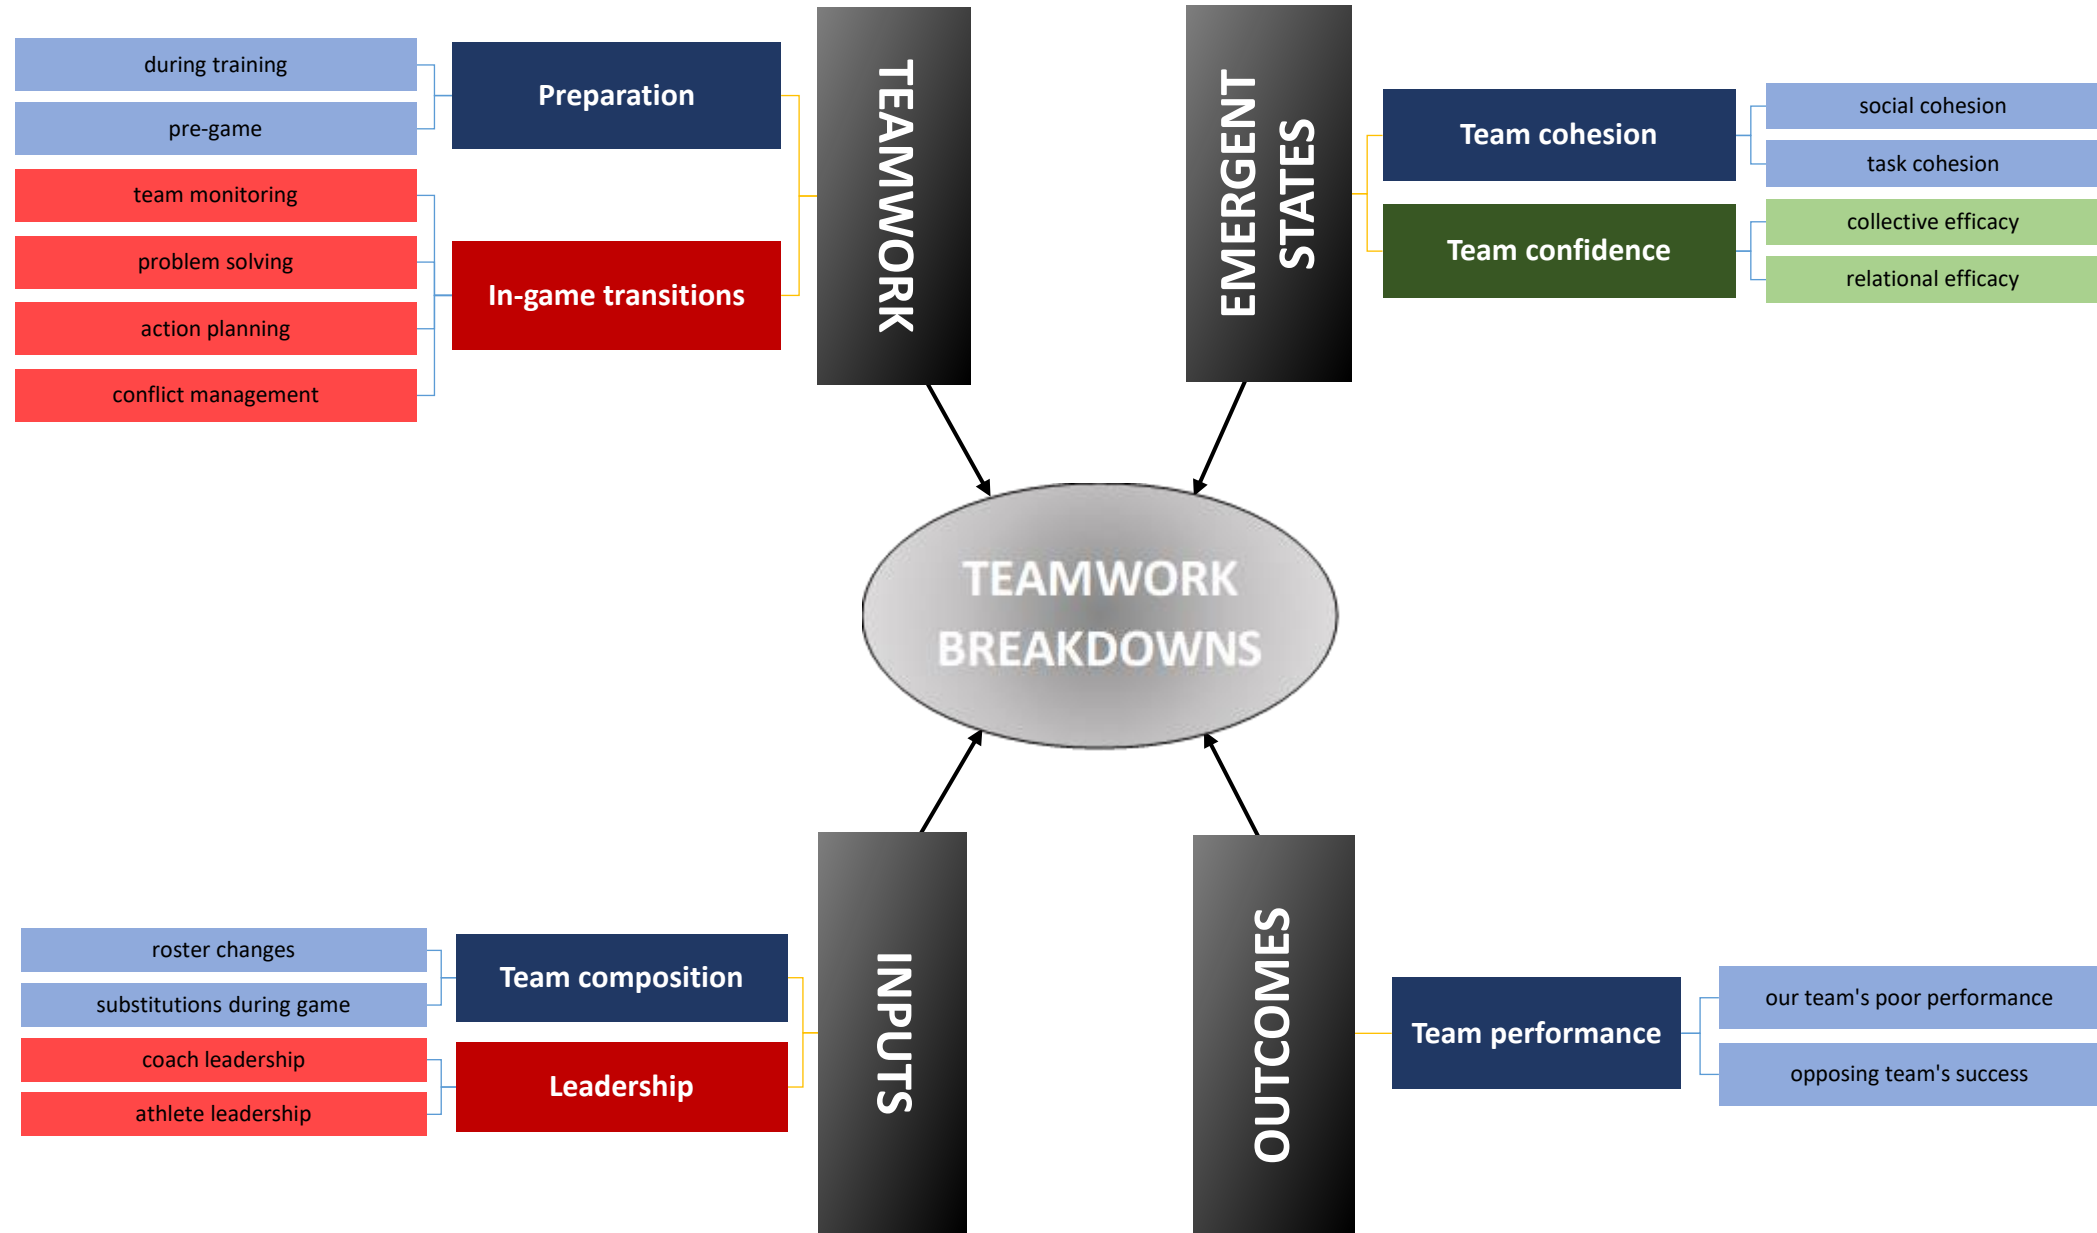 during training
pre-game
team monitoring
problem solving
action planning
conflict management
Preparation
In-game transitions
TEAMWORK
EMERGENT
STATES
Team cohesion
Team confidence
social cohesion
task cohesion
collective efficacy
relational efficacy
TEAMWORK
BREAKDOWNS
roster changes
substitutions during game
coach leadership
athlete leadership
Team composition
Leadership
INPUTS
OUTCOMES
Team performance
our team's poor performance
opposing team's success